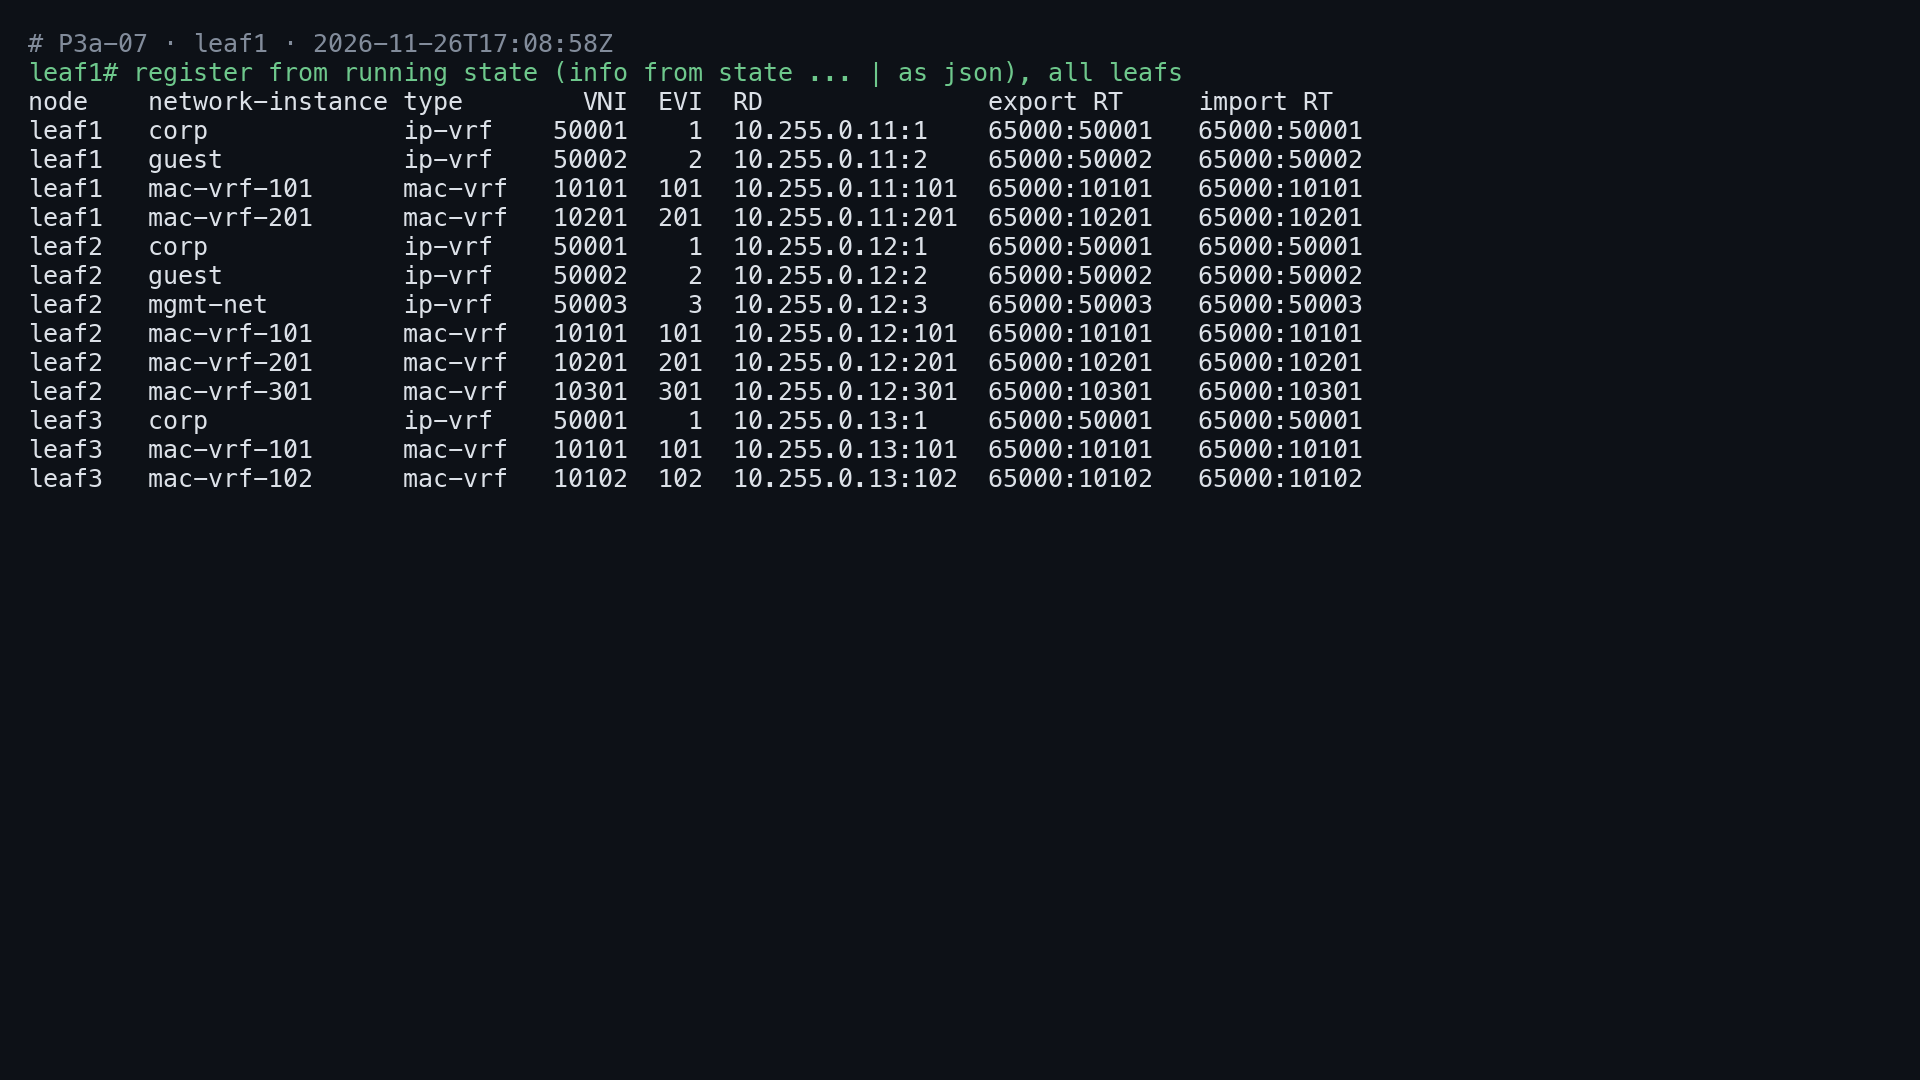 # P3a-07 · leaf1 · 2026-11-26T17:08:58Z
leaf1# register from running state (info from state ... | as json), all leafs
node    network-instance type        VNI  EVI  RD               export RT     import RT
leaf1   corp             ip-vrf    50001    1  10.255.0.11:1    65000:50001   65000:50001
leaf1   guest            ip-vrf    50002    2  10.255.0.11:2    65000:50002   65000:50002
leaf1   mac-vrf-101      mac-vrf   10101  101  10.255.0.11:101  65000:10101   65000:10101
leaf1   mac-vrf-201      mac-vrf   10201  201  10.255.0.11:201  65000:10201   65000:10201
leaf2   corp             ip-vrf    50001    1  10.255.0.12:1    65000:50001   65000:50001
leaf2   guest            ip-vrf    50002    2  10.255.0.12:2    65000:50002   65000:50002
leaf2   mgmt-net         ip-vrf    50003    3  10.255.0.12:3    65000:50003   65000:50003
leaf2   mac-vrf-101      mac-vrf   10101  101  10.255.0.12:101  65000:10101   65000:10101
leaf2   mac-vrf-201      mac-vrf   10201  201  10.255.0.12:201  65000:10201   65000:10201
leaf2   mac-vrf-301      mac-vrf   10301  301  10.255.0.12:301  65000:10301   65000:10301
leaf3   corp             ip-vrf    50001    1  10.255.0.13:1    65000:50001   65000:50001
leaf3   mac-vrf-101      mac-vrf   10101  101  10.255.0.13:101  65000:10101   65000:10101
leaf3   mac-vrf-102      mac-vrf   10102  102  10.255.0.13:102  65000:10102   65000:10102